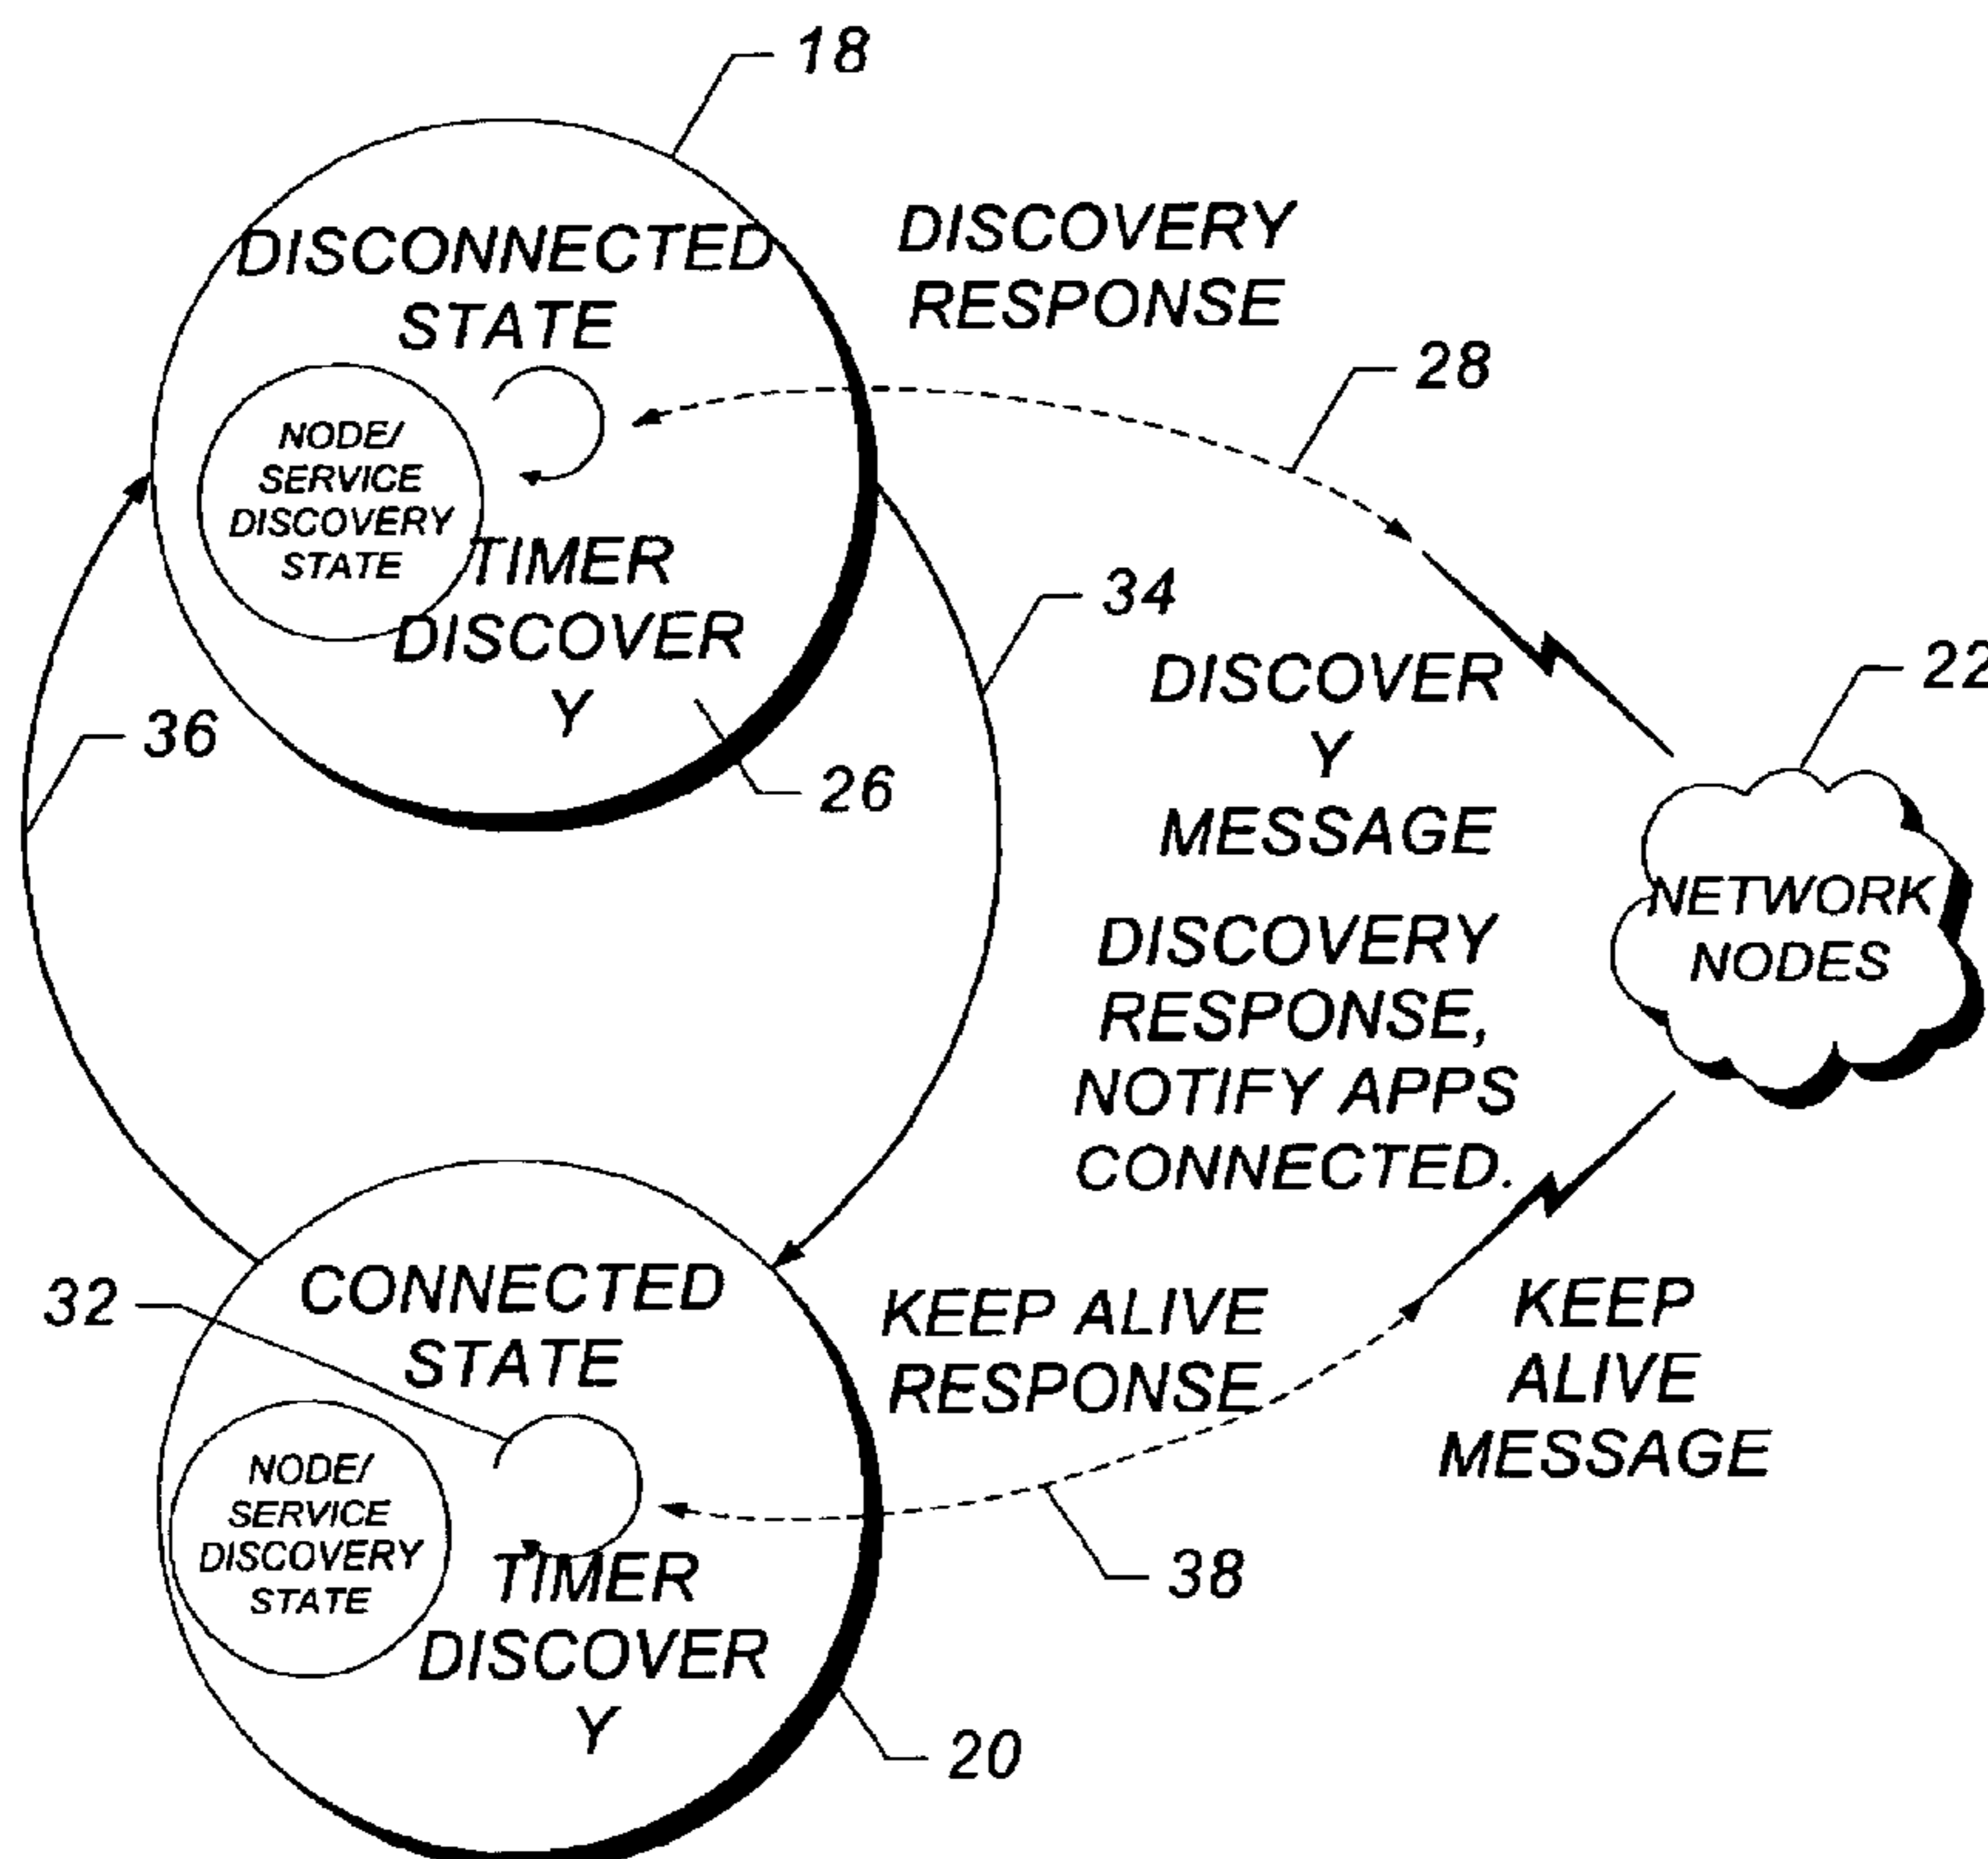 18
DISCONNECTED
STATE
NODE/
SERVICE
DISCOVERY
STATE
TIMER
DISCOVER
Y
26
DISCOVERY
RESPONSE
28
34
36
DISCOVER
Y
MESSAGE
22
NETWORK
NODES
DISCOVERY
RESPONSE,
NOTIFY APPS
CONNECTED.
32
CONNECTED
STATE
NODE/
SERVICE
DISCOVERY
STATE
TIMER
DISCOVER
Y
20
KEEP ALIVE
RESPONSE
38
KEEP
ALIVE
MESSAGE